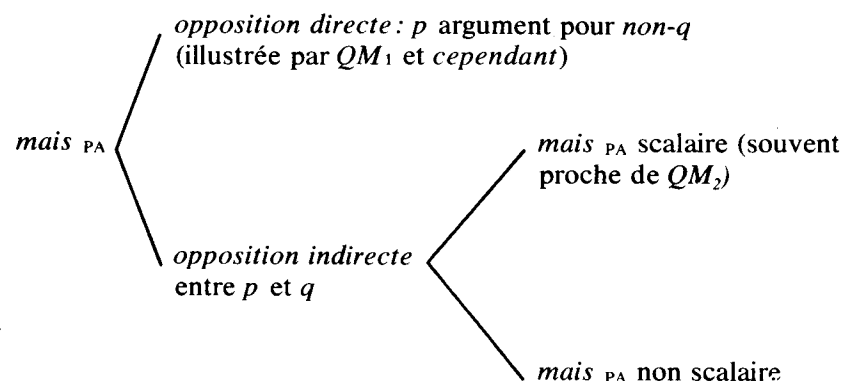 opposition directe : p argument pour non-q
(illustrée par QM1 et cependant)
mais PA
mais PA scalaire (souvent
proche de QM2)
opposition indirecte
entre p et q
mais PA non scalaire